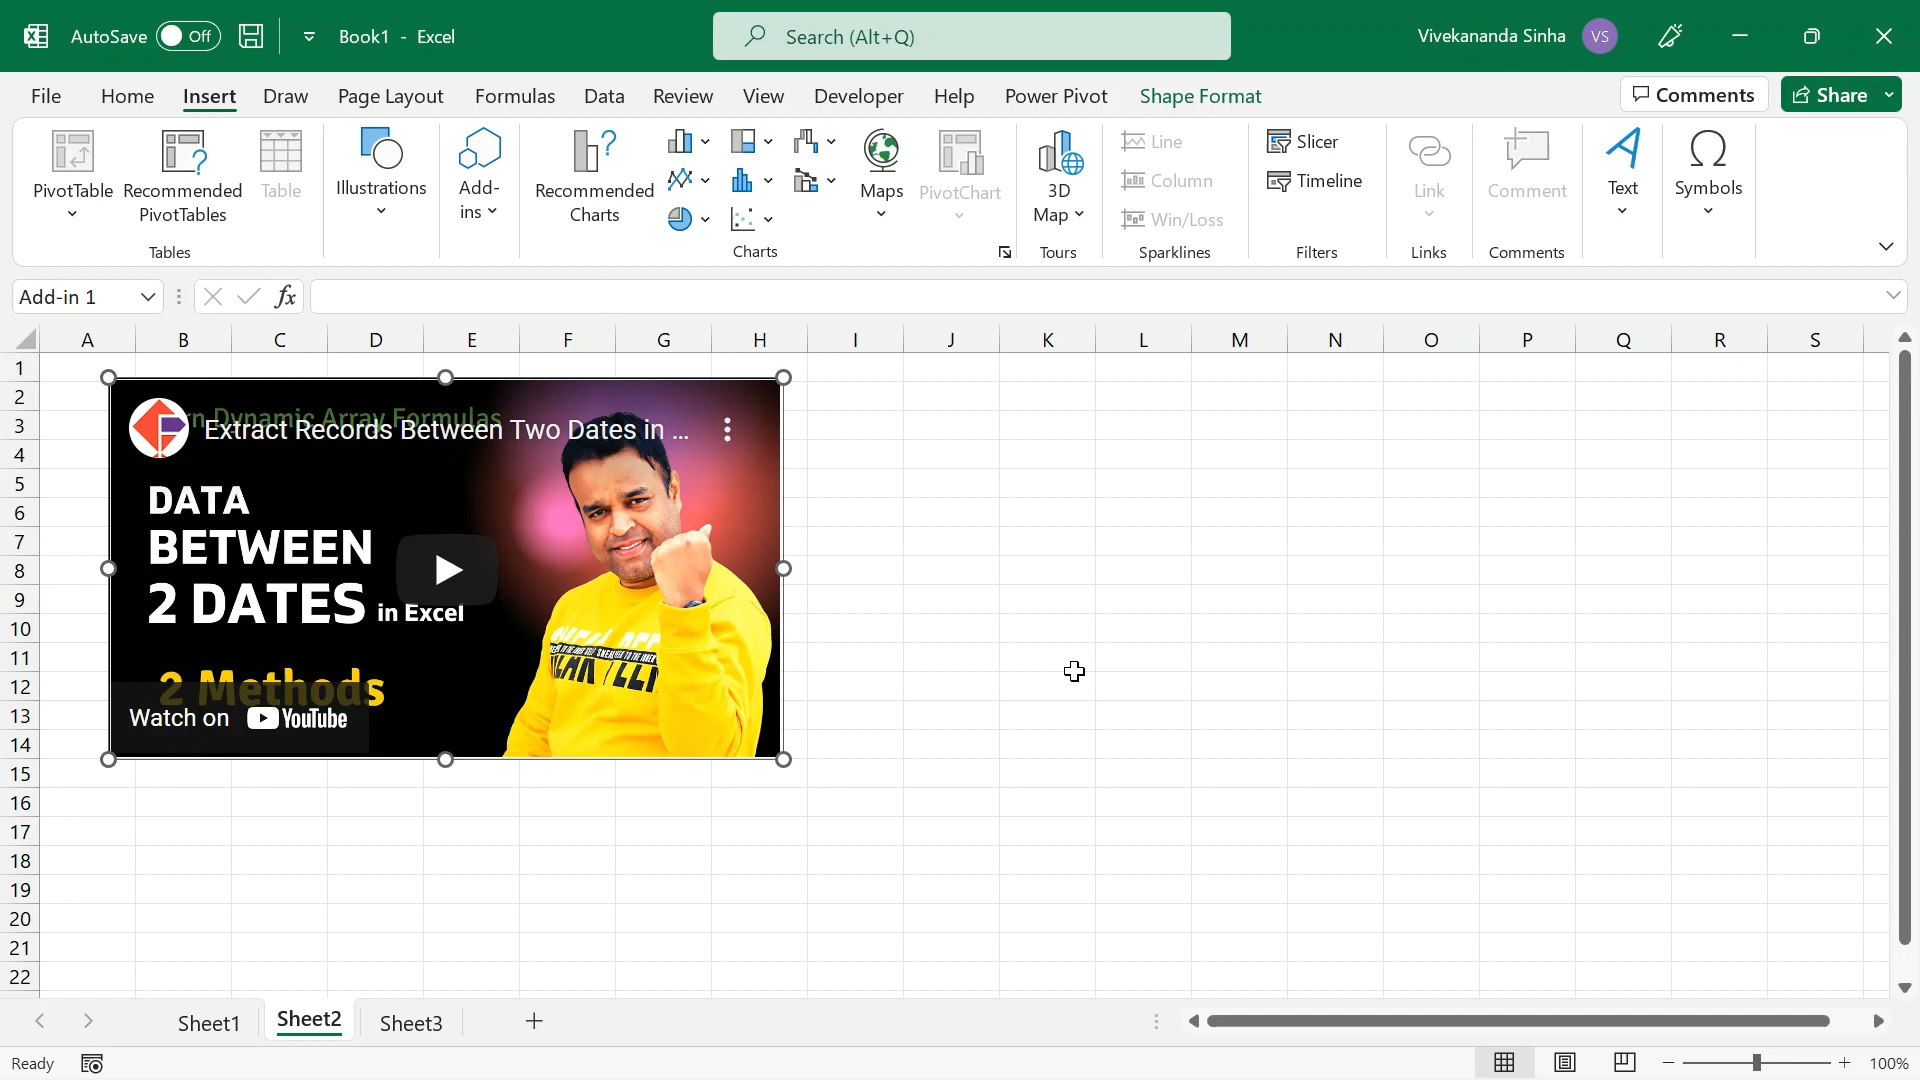 AutoSave Off Book1 - Excel Search (Alt+Q) Vivekananda Sinha VS
File Home Insert Draw Page Layout Formulas Data Review View Developer Help Power Pivot Shape Format Comments Share
PivotTable
Recommended
PivotTables
Table
Tables
Illustrations
Add-
ins
Recommended
Charts
Maps
PivotChart
Charts
3D
Map
Tours
Line
Column
Win/Loss
Sparklines
Slicer
Timeline
Filters
Link
Links
Comment
Comments
Text
Symbols
Add-in 1 fx
A B C D E F G H I J K L M N O P Q R S
1
2
3
4
5
6
7
8
9
10
11
12
13
14
15
16
17
18
19
20
21
22
Dynamic Array Formulas
Extract Records Between Two Dates in ...
DATA
BETWEEN
2 DATES in Excel
2 Methods
Watch on YouTube
Sheet1 Sheet2 Sheet3
Ready 100%